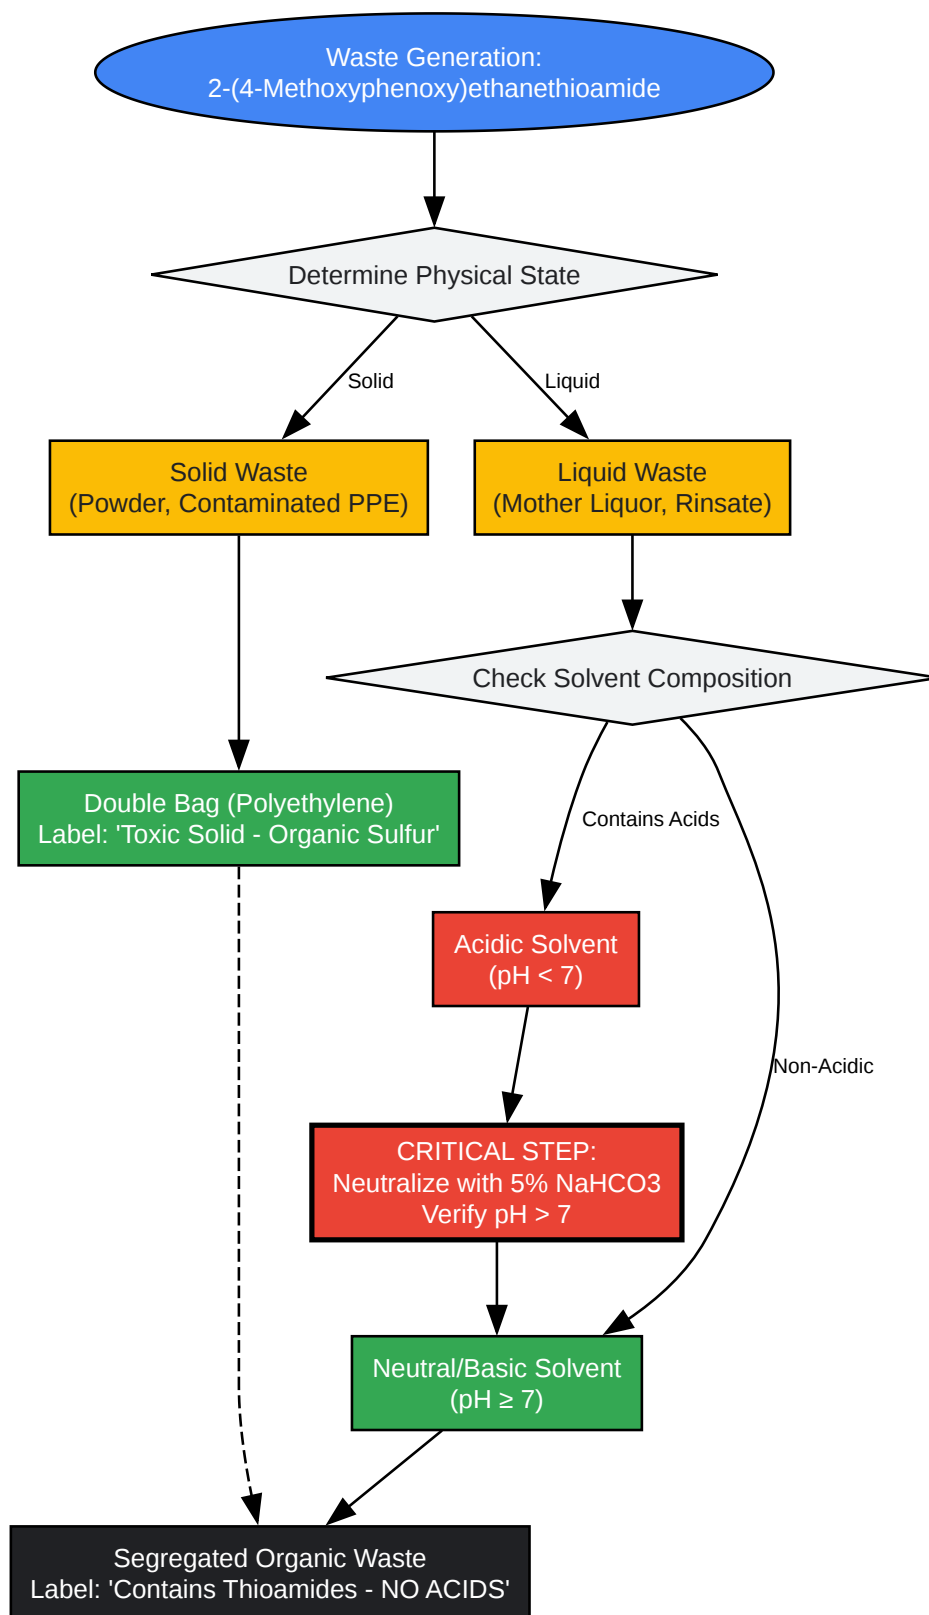 Waste Generation:
2-(4-Methoxyphenoxy)ethanethioamide
Determine Physical State
Solid
Liquid
Solid Waste
(Powder, Contaminated PPE)
Liquid Waste
(Mother Liquor, Rinsate)
Check Solvent Composition
Double Bag (Polyethylene)
Label: 'Toxic Solid - Organic Sulfur'
Contains Acids
Acidic Solvent
(pH < 7)
Non-Acidic
CRITICAL STEP:
Neutralize with 5% NaHCO3
Verify pH > 7
Neutral/Basic Solvent
(pH ≥ 7)
Segregated Organic Waste
Label: 'Contains Thioamides - NO ACIDS'